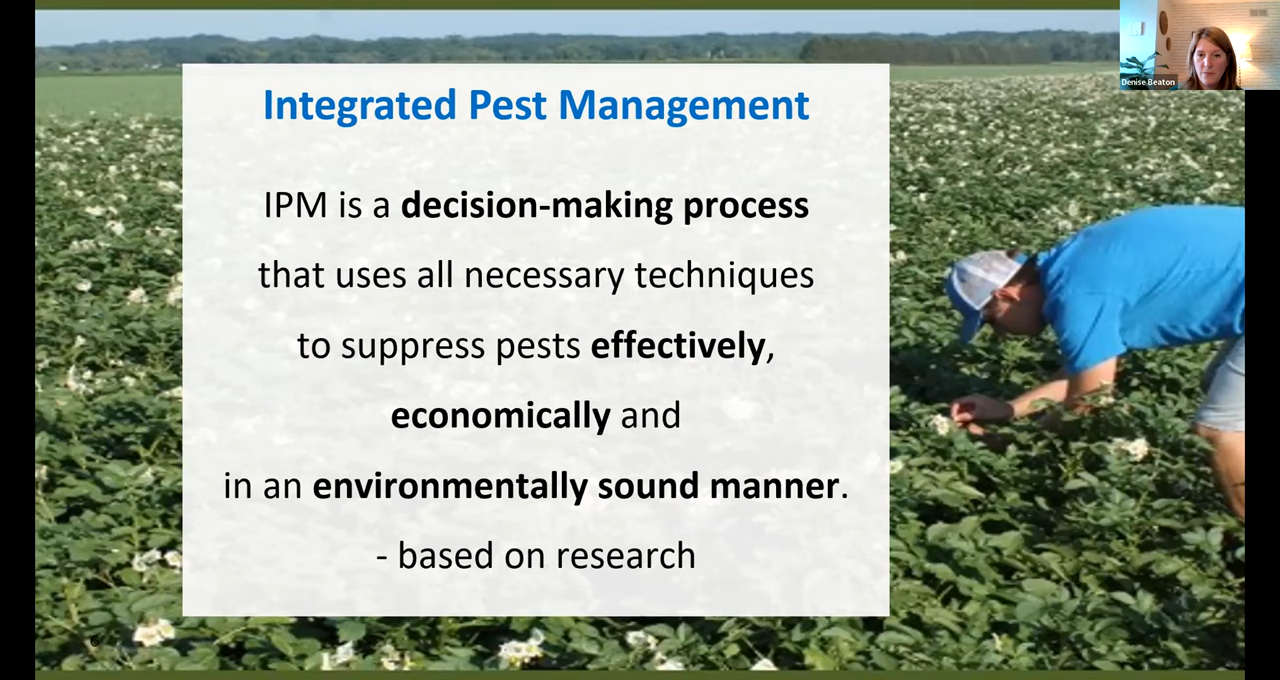 Integrated Pest Management
IPM is a decision-making process
that uses all necessary techniques
to suppress pests effectively,
economically and
in an environmentally sound manner.
- based on research
6
Denise Beaton